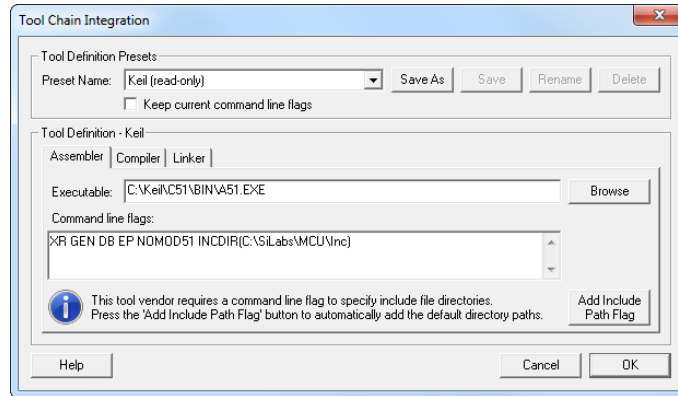 Tool Chain Integration
Tool Definition Presets
Preset Name: Keil (read-only) Save As Save Rename Delete
Keep current command line flags
Tool Definition - Keil
Assembler Compiler Linker
Executable: C:\Keil\C51\BIN\A51.EXE Browse
Command line flags:
XR GEN DB EP NOMOD51 INCDIR(C:\SiLabs\MCU\Inc)
This tool vendor requires a command line flag to specify include file directories.
Press the 'Add Include Path Flag' button to automatically add the default directory paths.
Add Include
Path Flag
Help Cancel OK